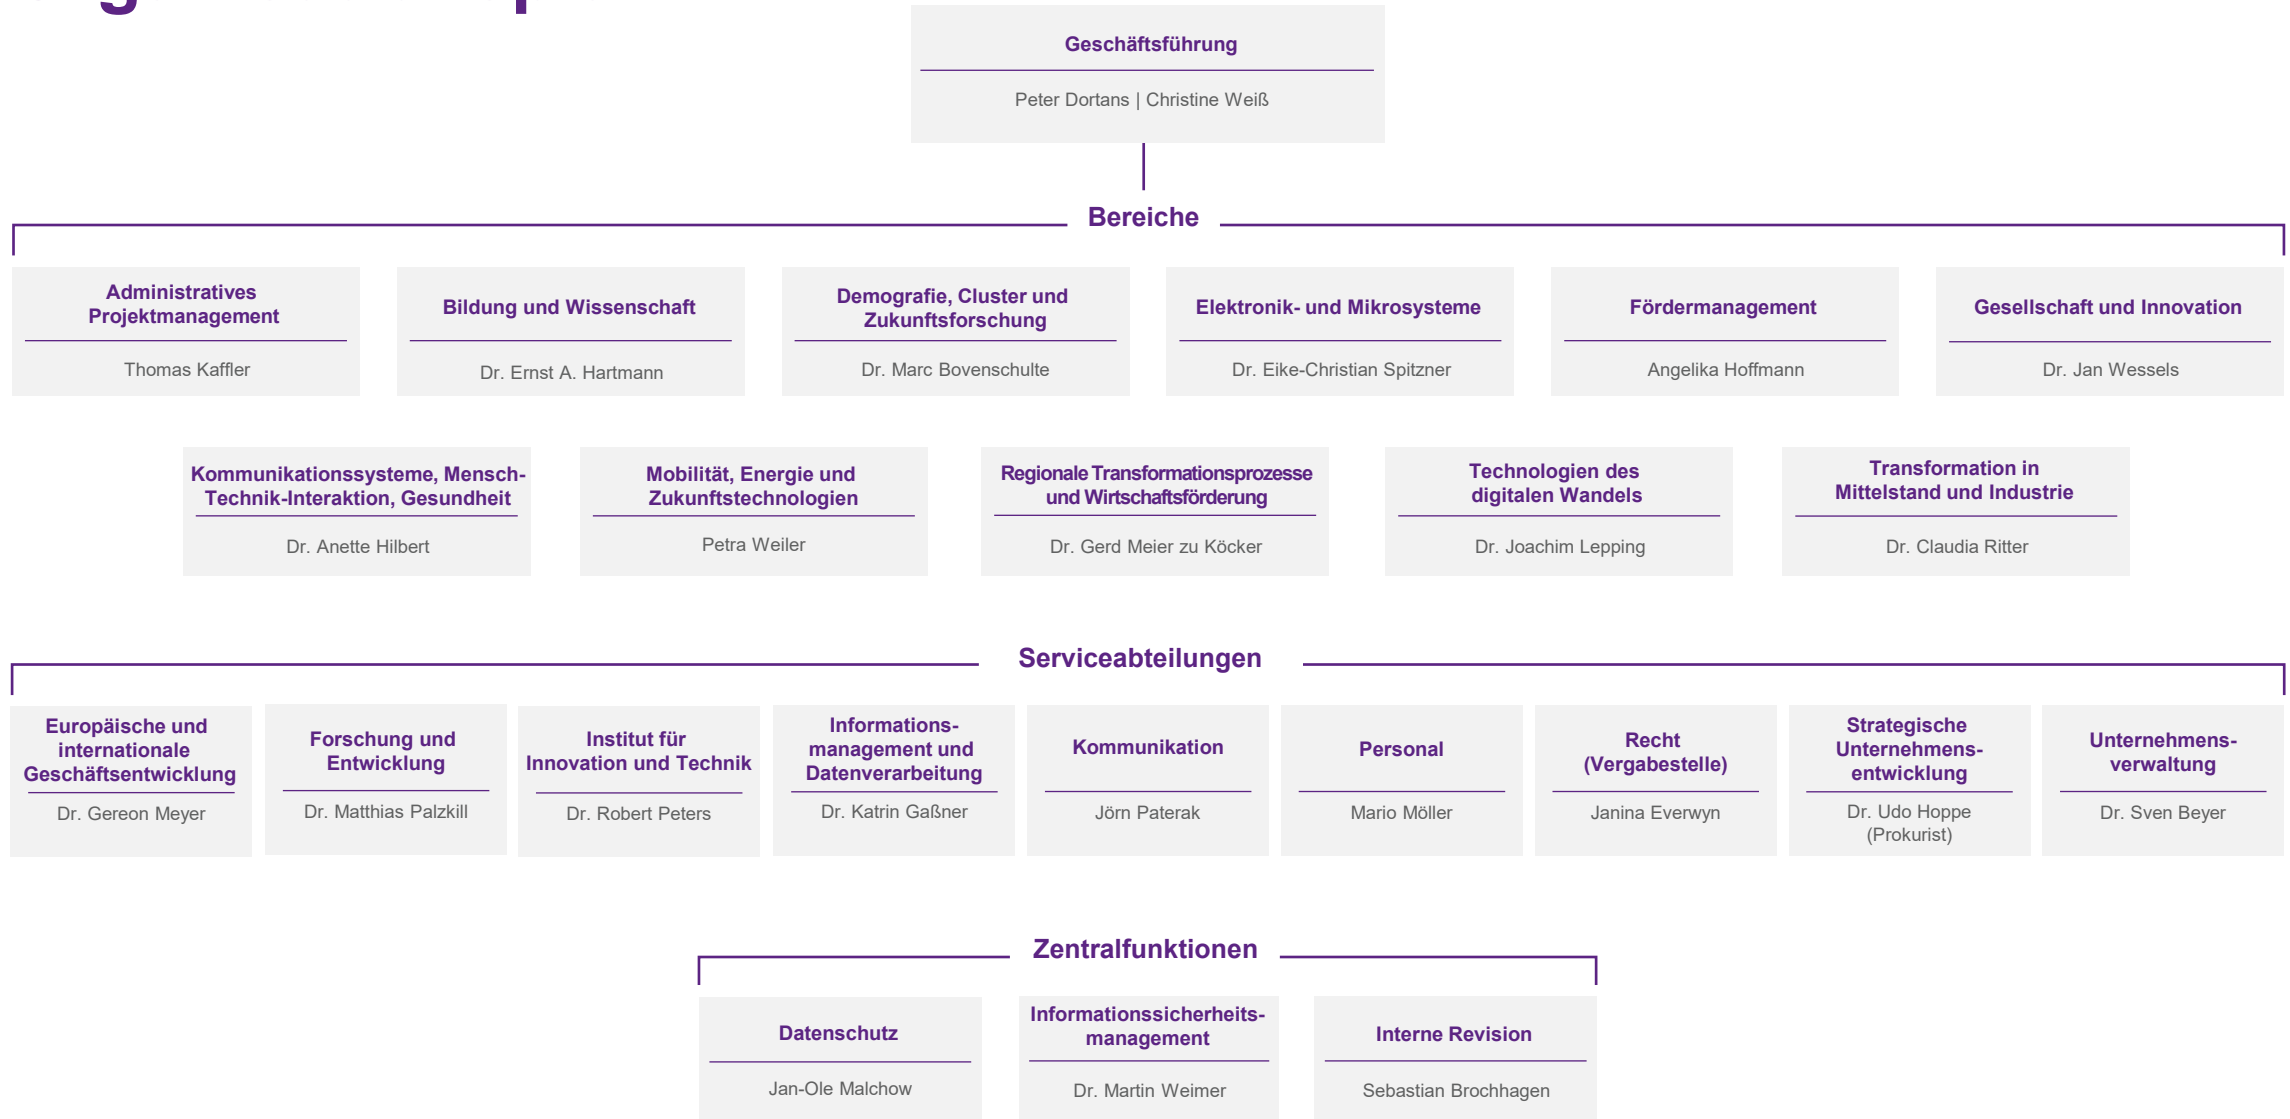 Geschäftsführung
Peter Dortans | Christine Weiß
Bereiche
Administratives
Projektmanagement
Thomas Kaffler
Bildung und Wissenschaft
Dr. Ernst A. Hartmann
Demografie, Cluster und
Zukunftsforschung
Dr. Marc Bovenschulte
Elektronik- und Mikrosysteme
Dr. Eike-Christian Spitzner
Fördermanagement
Angelika Hoffmann
Gesellschaft und Innovation
Dr. Jan Wessels
Kommunikationssysteme, Mensch-
Technik-Interaktion, Gesundheit
Dr. Anette Hilbert
Mobilität, Energie und
Zukunftstechnologien
Petra Weiler
Regionale Transformationsprozesse
und Wirtschaftsförderung
Dr. Gerd Meier zu Köcker
Technologien des
digitalen Wandels
Dr. Joachim Lepping
Transformation in
Mittelstand und Industrie
Dr. Claudia Ritter
Serviceabteilungen
Europäische und
internationale
Geschäftsentwicklung
Dr. Gereon Meyer
Forschung und
Entwicklung
Dr. Matthias Palzkill
Institut für
Innovation und Technik
Dr. Robert Peters
Informations-
management und
Datenverarbeitung
Dr. Katrin Gaßner
Kommunikation
Jörn Paterak
Personal
Mario Möller
Recht
(Vergabestelle)
Janina Everwyn
Strategische
Unternehmens-
entwicklung
Dr. Udo Hoppe
(Prokurist)
Unternehmens-
verwaltung
Dr. Sven Beyer
Zentralfunktionen
Datenschutz
Jan-Ole Malchow
Informationssicherheits-
management
Dr. Martin Weimer
Interne Revision
Sebastian Brochhagen